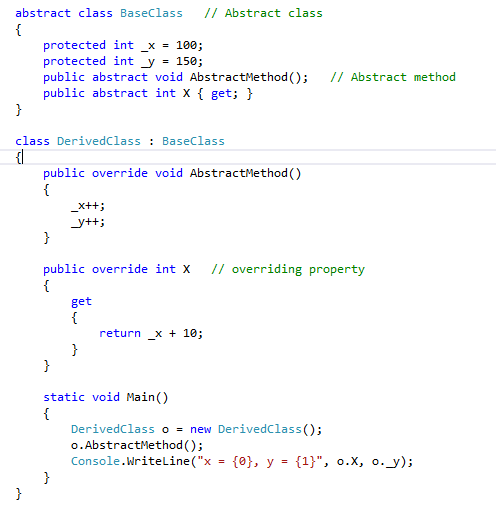 abstract class BaseClass   // Abstract class
{
    protected int _x = 100;
    protected int _y = 150;
    public abstract void AbstractMethod();   // Abstract method
    public abstract int X { get; }
}

class DerivedClass : BaseClass
{
    public override void AbstractMethod()
    {
        _x++;
        _y++;
    }

    public override int X   // overriding property
    {
        get
        {
            return _x + 10;
        }
    }

    static void Main()
    {
        DerivedClass o = new DerivedClass();
        o.AbstractMethod();
        Console.WriteLine("x = {0}, y = {1}", o.X, o._y);
    }
}